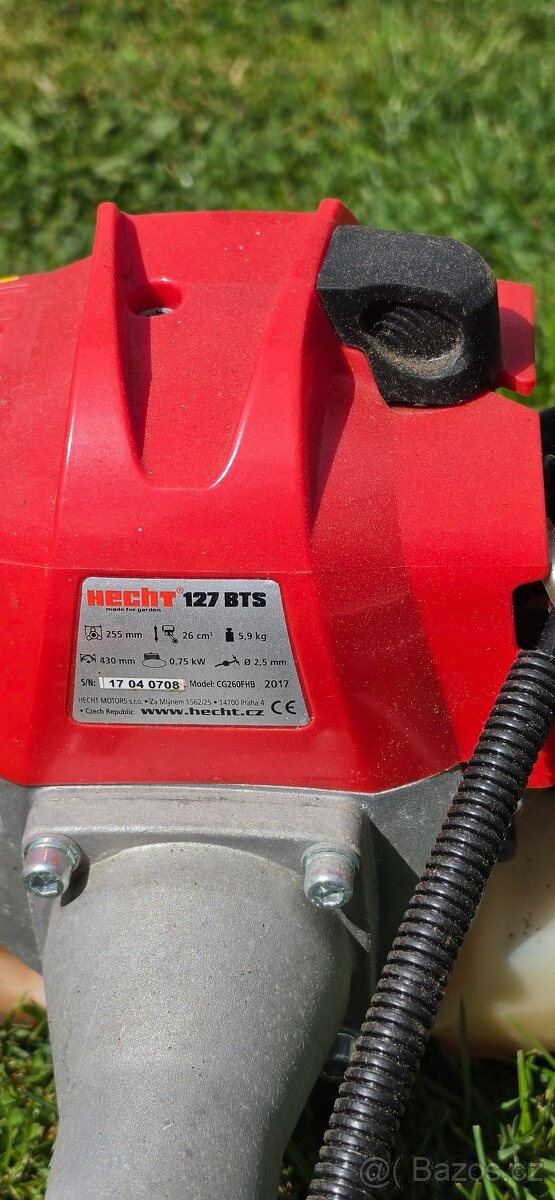 HECHT® 127 BTS
made for garden
255 mm 26 cm³ 5,9 kg
430 mm 0,75 kW Ø 2,5 mm
S/N: 17 04 0708 Model: CG260FHB 2017
HECHT MOTORS s.r.o. • Za Mlýnem 1562/25 • 14700 Praha 4
• Czech Republic www.hecht.cz CE
@( Bazos.cz